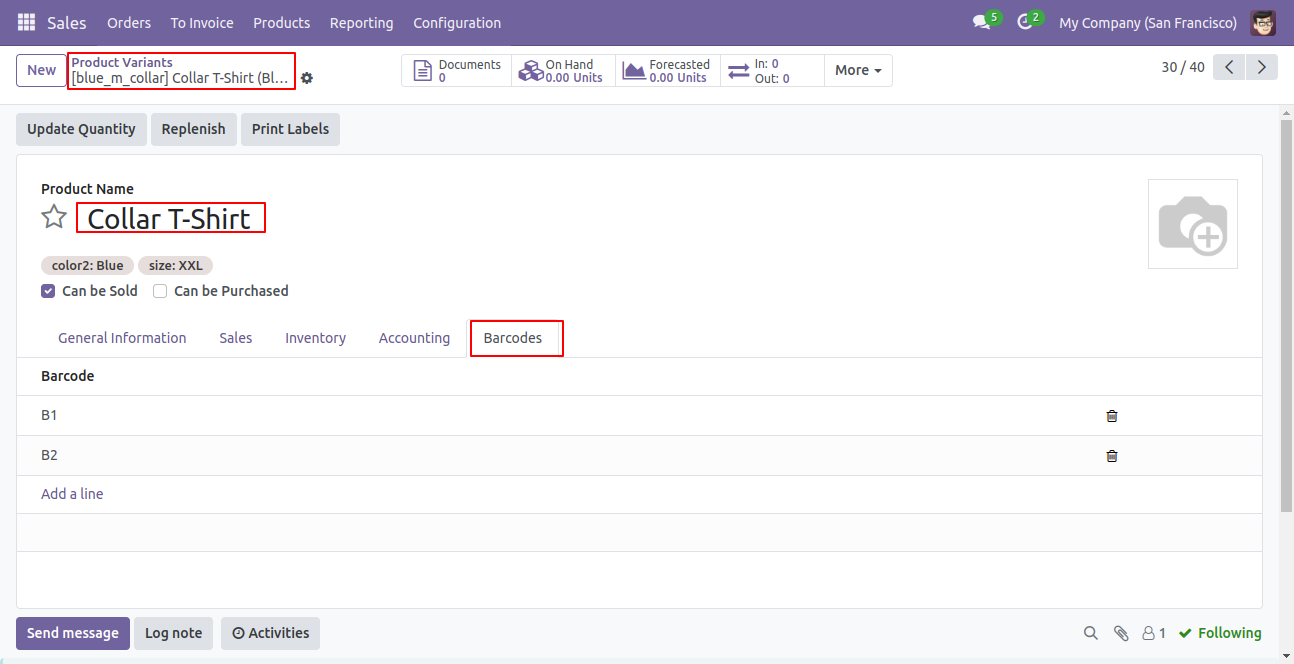 Sales Orders To Invoice Products Reporting Configuration 5 2 My Company (San Francisco)
New Product Variants
[blue_m_collar] Collar T-Shirt (Bl...
Documents
0
On Hand
0.00 Units
Forecasted
0.00 Units
In: 0
Out: 0
More
30 / 40
Update Quantity Replenish Print Labels
Product Name
Collar T-Shirt
color2: Blue size: XXL
Can be Sold Can be Purchased
General Information Sales Inventory Accounting Barcodes
Barcode
B1
B2
Add a line
Send message Log note Activities 1 Following